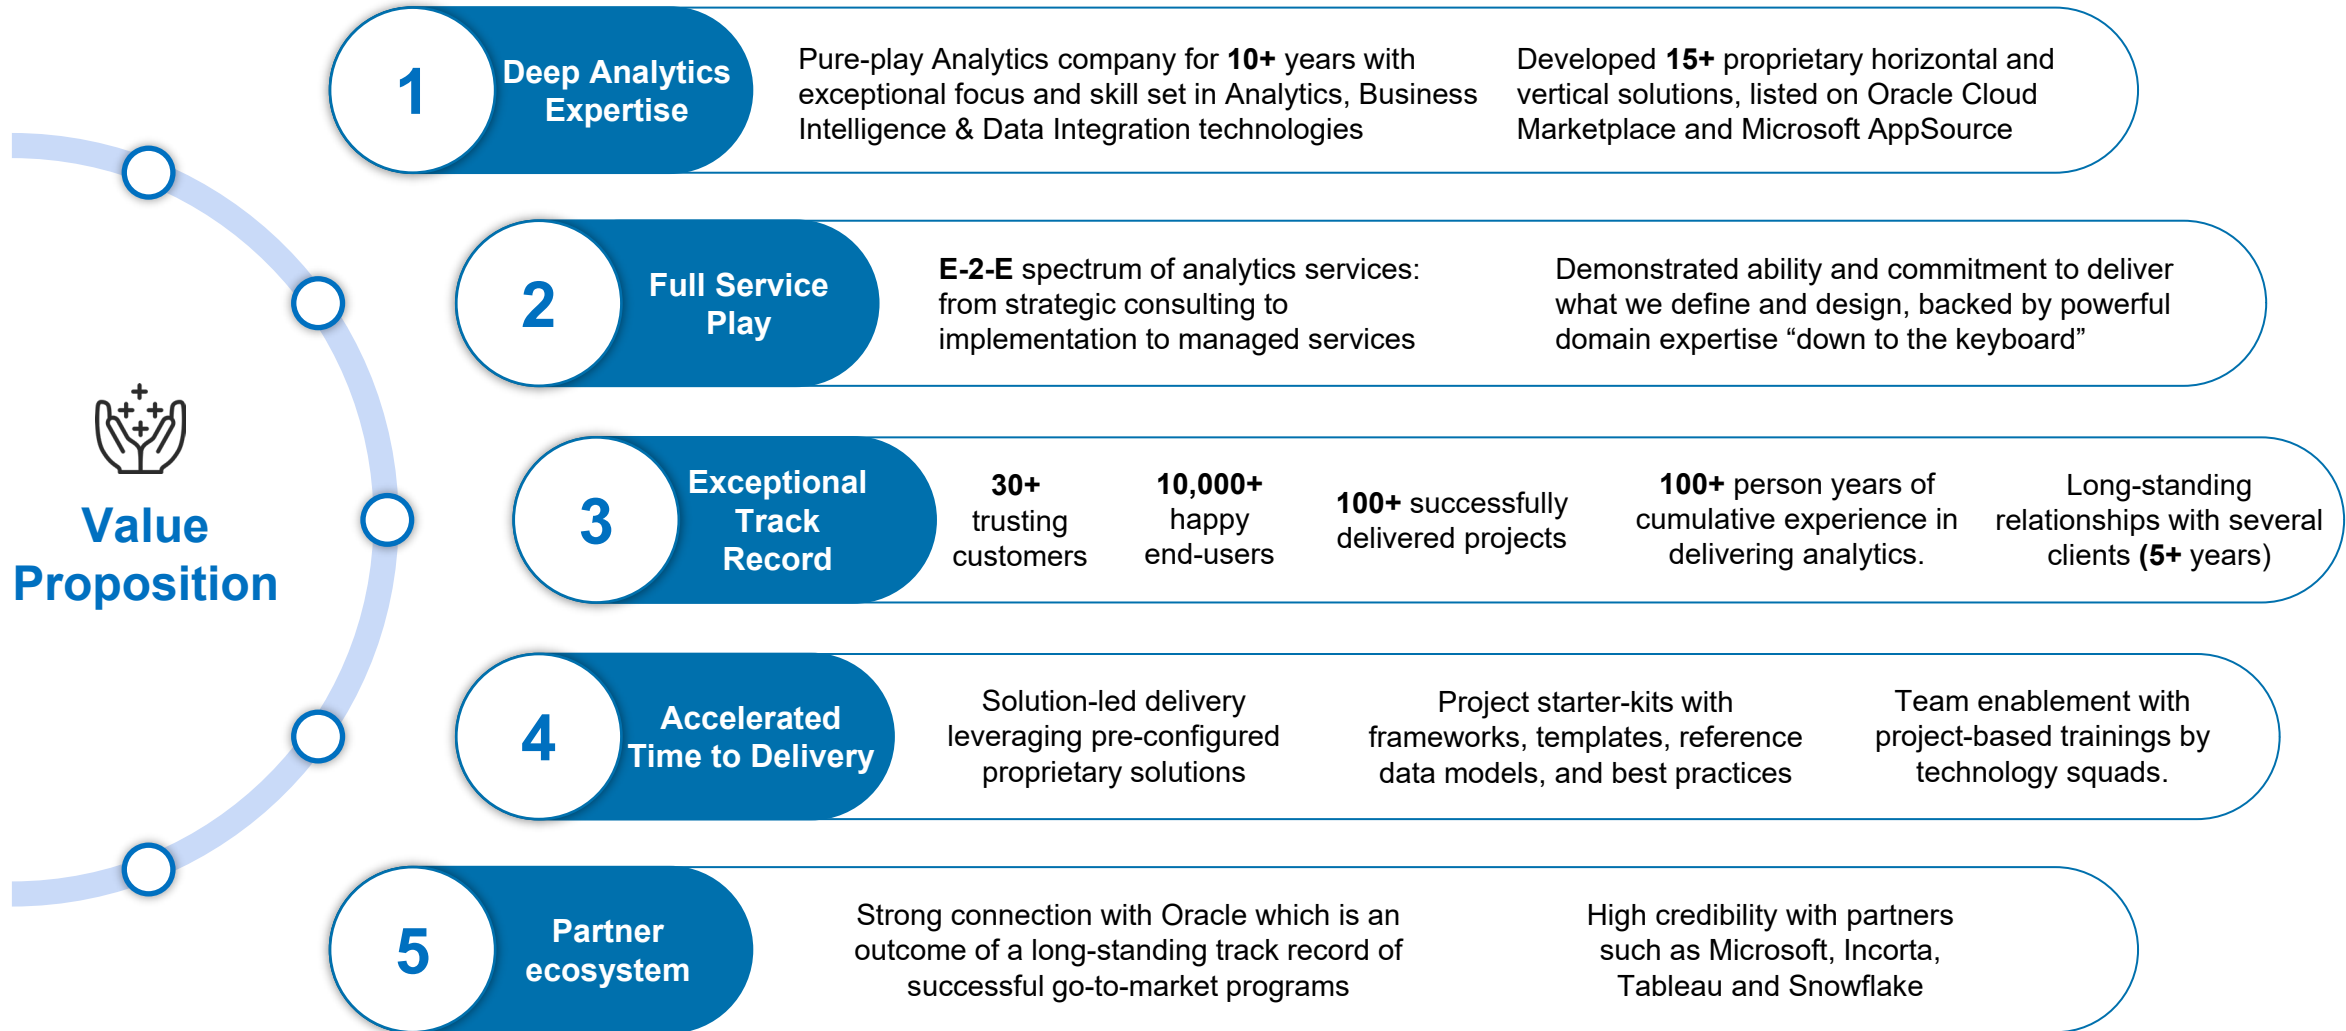 Value
Proposition
1
Deep Analytics
Expertise
Pure-play Analytics company for 10+ years with
exceptional focus and skill set in Analytics, Business
Intelligence & Data Integration technologies
Developed 15+ proprietary horizontal and
vertical solutions, listed on Oracle Cloud
Marketplace and Microsoft AppSource
2
Full Service
Play
E-2-E spectrum of analytics services:
from strategic consulting to
implementation to managed services
Demonstrated ability and commitment to deliver
what we define and design, backed by powerful
domain expertise “down to the keyboard”
3
Exceptional
Track
Record
30+
trusting
customers
10,000+
happy
end-users
100+ successfully
delivered projects
100+ person years of
cumulative experience in
delivering analytics.
Long-standing
relationships with several
clients (5+ years)
4
Accelerated
Time to Delivery
Solution-led delivery
leveraging pre-configured
proprietary solutions
Project starter-kits with
frameworks, templates, reference
data models, and best practices
Team enablement with
project-based trainings by
technology squads.
5
Partner
ecosystem
Strong connection with Oracle which is an
outcome of a long-standing track record of
successful go-to-market programs
High credibility with partners
such as Microsoft, Incorta,
Tableau and Snowflake